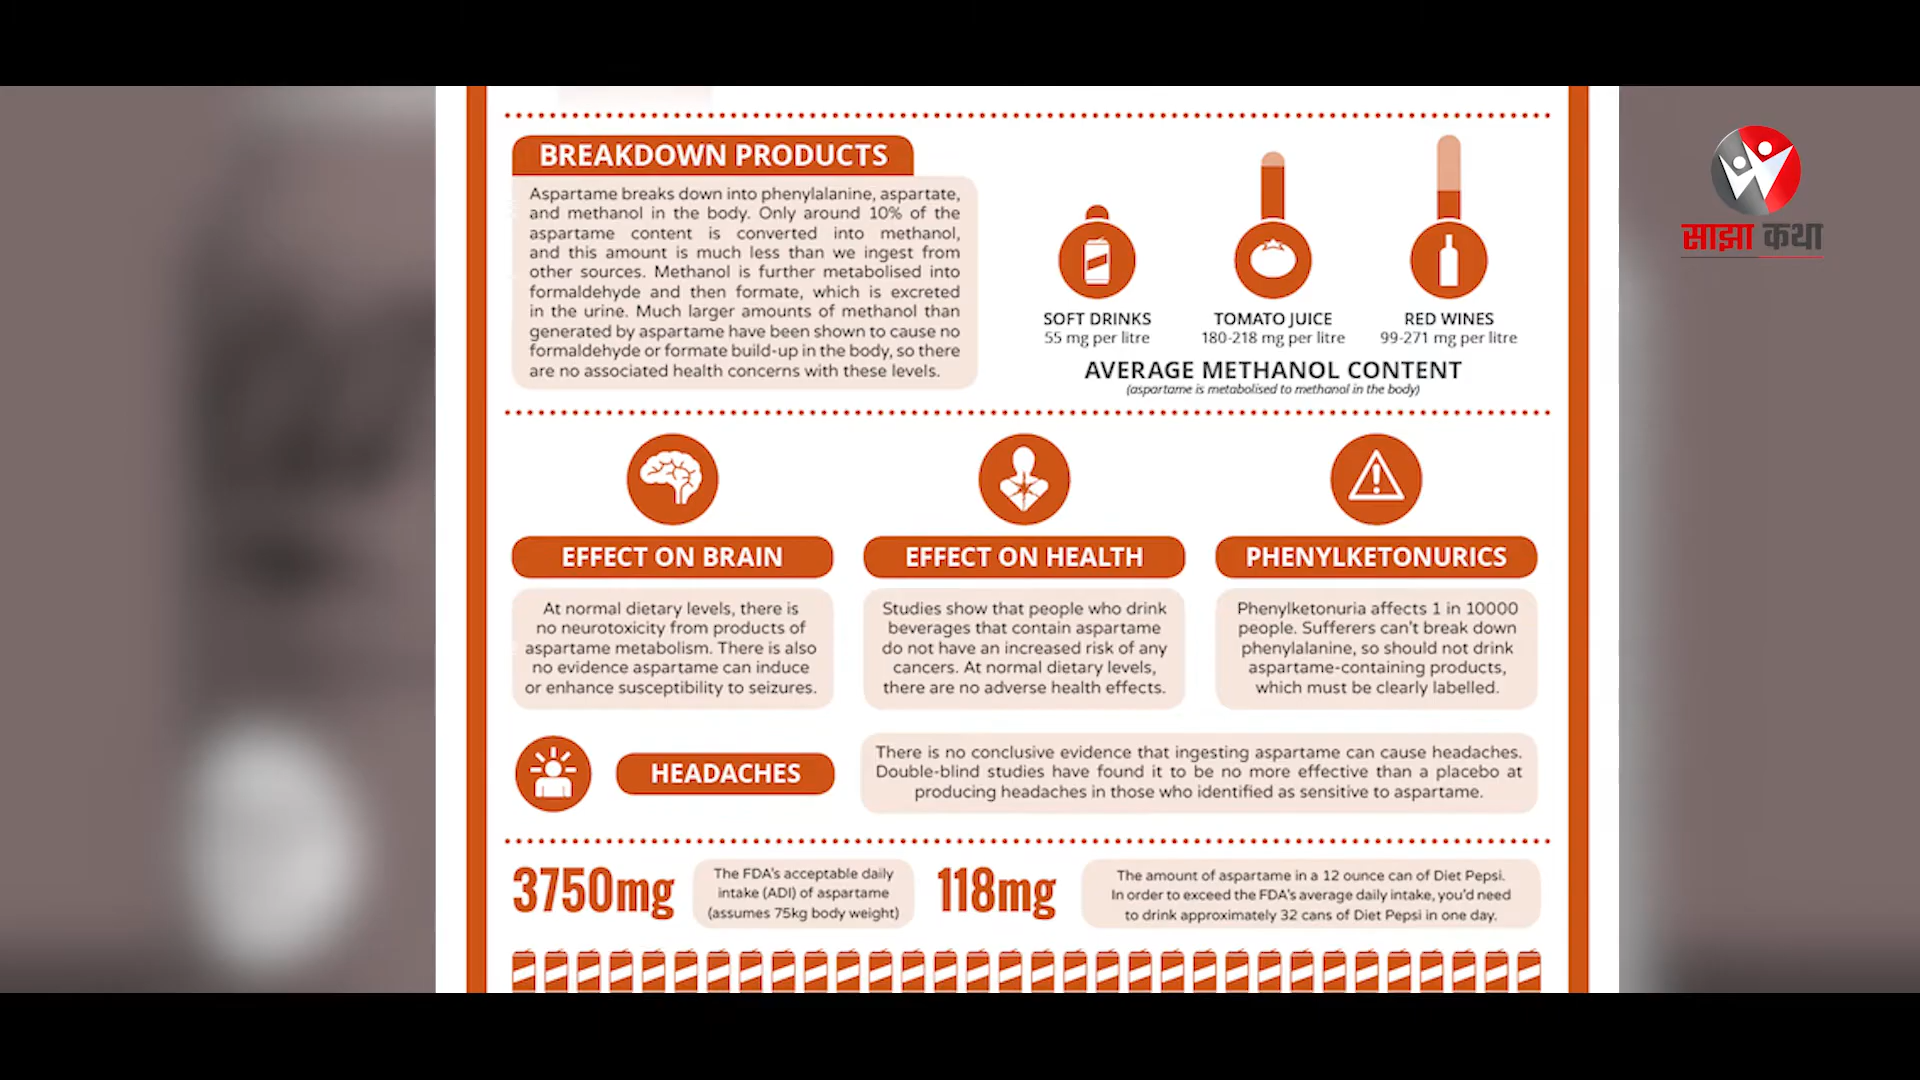 साझा कथा
BREAKDOWN PRODUCTS
Aspartame breaks down into phenylalanine, aspartate,
and methanol in the body. Only around 10% of the
aspartame content is converted into methanol,
and this amount is much less than we ingest from
other sources. Methanol is further metabolised into
formaldehyde and then formate, which is excreted
in the urine. Much larger amounts of methanol than
generated by aspartame have been shown to cause no
formaldehyde or formate build-up in the body, so there
are no associated health concerns with these levels.
SOFT DRINKS
55 mg per litre
TOMATO JUICE
180-218 mg per litre
RED WINES
99-271 mg per litre
AVERAGE METHANOL CONTENT
(aspartame is metabolised to methanol in the body)
EFFECT ON BRAIN
At normal dietary levels, there is
no neurotoxicity from products of
aspartame metabolism. There is also
no evidence aspartame can induce
or enhance susceptibility to seizures.
EFFECT ON HEALTH
Studies show that people who drink
beverages that contain aspartame
do not have an increased risk of any
cancers. At normal dietary levels,
there are no adverse health effects.
PHENYLKETONURICS
Phenylketonuria affects 1 in 10000
people. Sufferers can't break down
phenylalanine, so should not drink
aspartame-containing products,
which must be clearly labelled.
HEADACHES
There is no conclusive evidence that ingesting aspartame can cause headaches.
Double-blind studies have found it to be no more effective than a placebo at
producing headaches in those who identified as sensitive to aspartame.
3750mg
The FDA's acceptable daily
intake (ADI) of aspartame
(assumes 75kg body weight)
118mg
The amount of aspartame in a 12 ounce can of Diet Pepsi.
In order to exceed the FDA's average daily intake, you'd need
to drink approximately 32 cans of Diet Pepsi in one day.